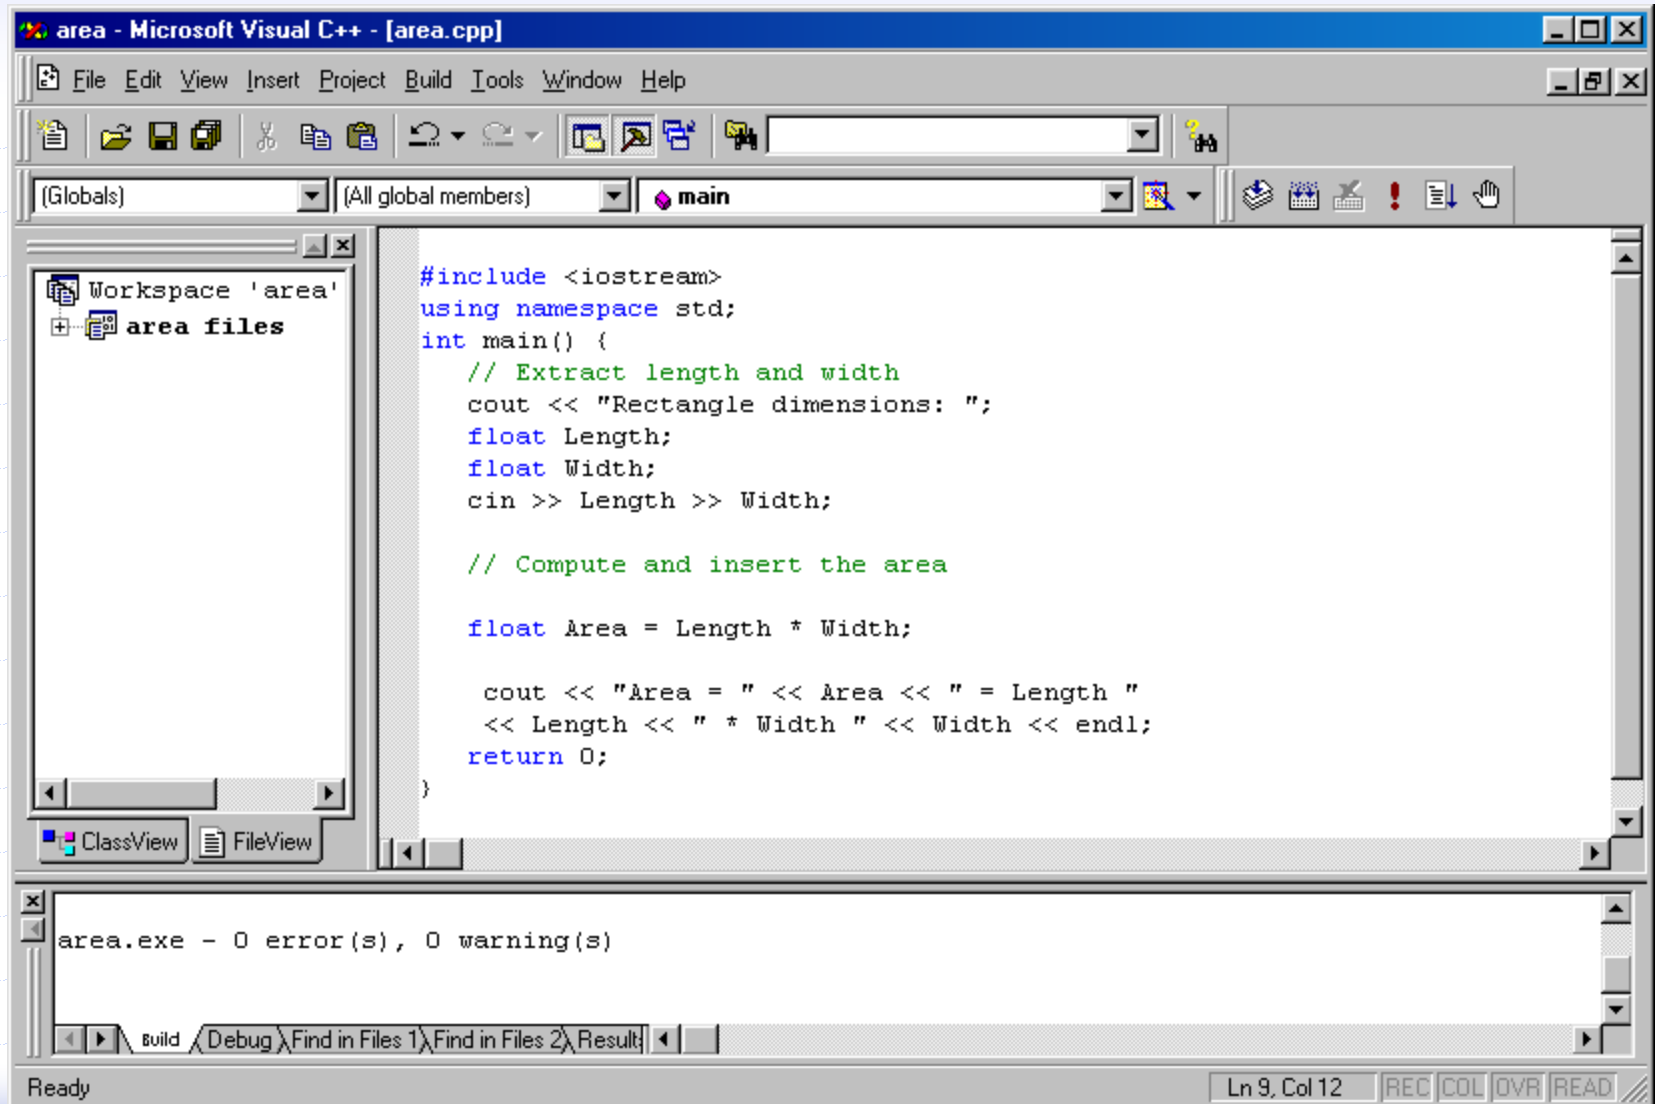 area - Microsoft Visual C++ - [area.cpp]
File Edit View Insert Project Build Tools Window Help
(Globals) (All global members) main
Workspace 'area'
area files
ClassView FileView
#include <iostream>
using namespace std;
int main() {
   // Extract length and width
   cout << "Rectangle dimensions: ";
   float Length;
   float Width;
   cin >> Length >> Width;
   // Compute and insert the area
   float Area = Length * Width;
    cout << "Area = " << Area << " = Length "
    << Length << " * Width " << Width << endl;
   return 0;
}
area.exe - 0 error(s), 0 warning(s)
Build Debug Find in Files 1 Find in Files 2 Results
Ready Ln 9, Col 12 REC COL OVR READ